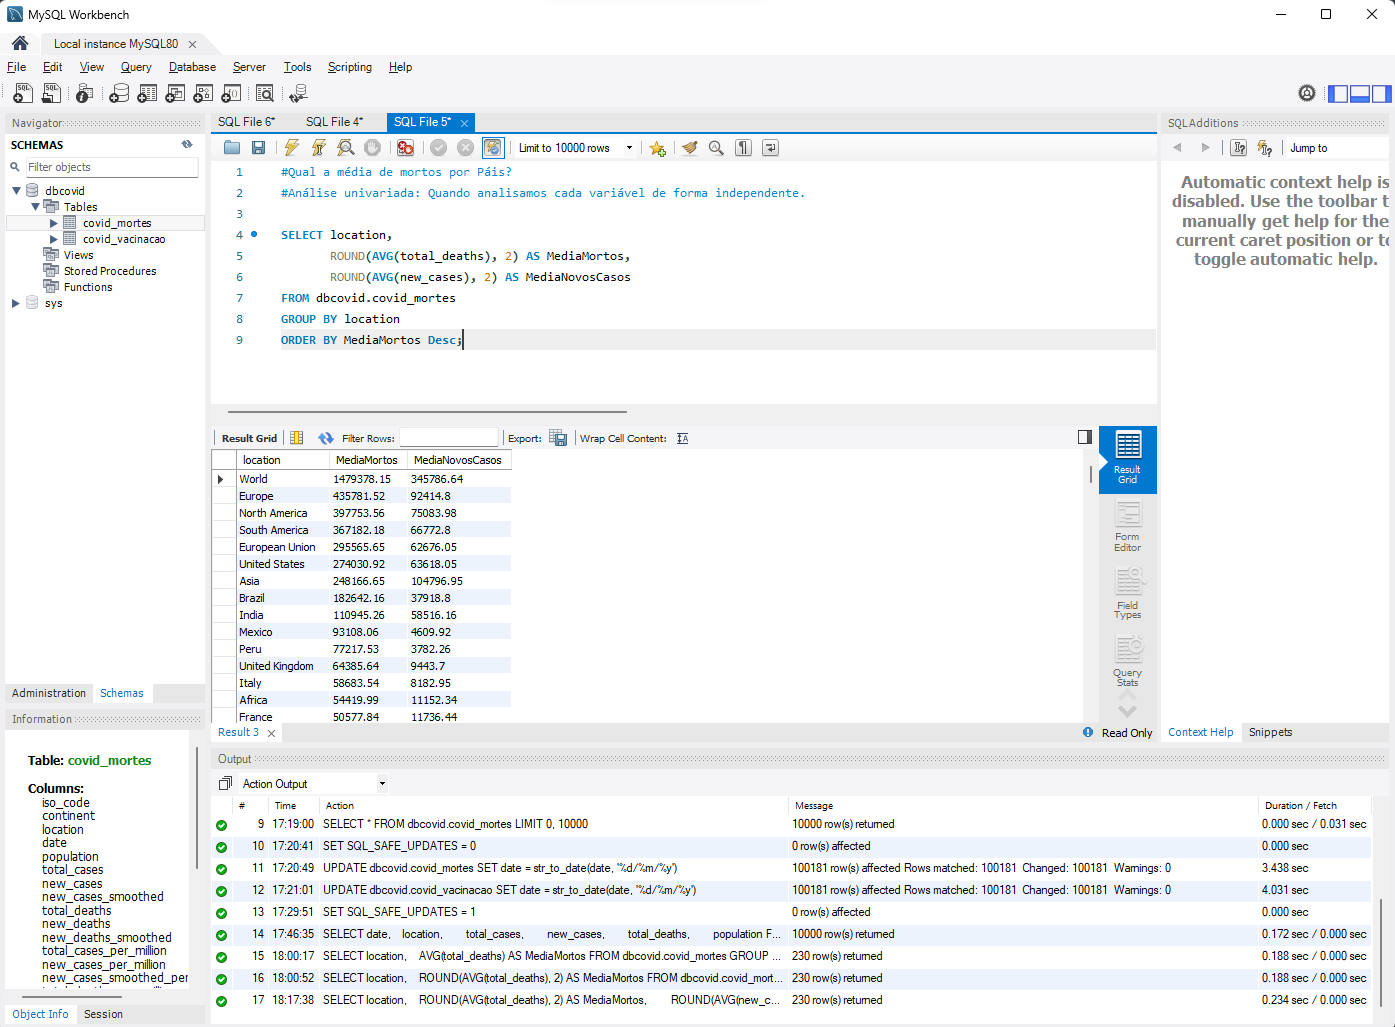 MySQL Workbench
Local instance MySQL80
File Edit View Query Database Server Tools Scripting Help
Navigator
SCHEMAS
Filter objects
dbcovid
Tables
covid_mortes
covid_vacinacao
Views
Stored Procedures
Functions
sys
Administration Schemas
Information
Table: covid_mortes
Columns:
iso_code
continent
location
date
population
total_cases
new_cases
new_cases_smoothed
total_deaths
new_deaths
new_deaths_smoothed
total_cases_per_million
new_cases_per_million
new_cases_smoothed_per
Object Info Session
SQL File 6* SQL File 4* SQL File 5*
Limit to 10000 rows
1 #Qual a média de mortos por Páis?
2 #Análise univariada: Quando analisamos cada variável de forma independente.
3
4 SELECT location,
5 ROUND(AVG(total_deaths), 2) AS MediaMortos,
6 ROUND(AVG(new_cases), 2) AS MediaNovosCasos
7 FROM dbcovid.covid_mortes
8 GROUP BY location
9 ORDER BY MediaMortos Desc;
Result Grid Filter Rows: Export: Wrap Cell Content:
location MediaMortos MediaNovosCasos
World 1479378.15 345786.64
Europe 435781.52 92414.8
North America 397753.56 75083.98
South America 367182.18 66772.8
European Union 295565.65 62676.05
United States 274030.92 63618.05
Asia 248166.65 104796.95
Brazil 182642.16 37918.8
India 110945.26 58516.16
Mexico 93108.06 4609.92
Peru 77217.53 3782.26
United Kingdom 64385.64 9443.7
Italy 58683.54 8182.95
Africa 54419.99 11152.34
France 50577.84 11736.44
Result Grid
Form Editor
Field Types
Query Stats
Result 3
Read Only
SQLAdditions
Jump to
Automatic context help is
disabled. Use the toolbar t
manually get help for the
current caret position or to
toggle automatic help.
Context Help Snippets
Output
Action Output
# Time Action Message Duration / Fetch
9 17:19:00 SELECT * FROM dbcovid.covid_mortes LIMIT 0, 10000 10000 row(s) returned 0.000 sec / 0.031 sec
10 17:20:41 SET SQL_SAFE_UPDATES = 0 0 row(s) affected 0.000 sec
11 17:20:49 UPDATE dbcovid.covid_mortes SET date = str_to_date(date, '%d/%m/%y') 100181 row(s) affected Rows matched: 100181 Changed: 100181 Warnings: 0 3.438 sec
12 17:21:01 UPDATE dbcovid.covid_vacinacao SET date = str_to_date(date, '%d/%m/%y') 100181 row(s) affected Rows matched: 100181 Changed: 100181 Warnings: 0 4.031 sec
13 17:29:51 SET SQL_SAFE_UPDATES = 1 0 row(s) affected 0.000 sec
14 17:46:35 SELECT date, location, total_cases, new_cases, total_deaths, population F... 10000 row(s) returned 0.172 sec / 0.000 sec
15 18:00:17 SELECT location, AVG(total_deaths) AS MediaMortos FROM dbcovid.covid_mortes GROUP ... 230 row(s) returned 0.188 sec / 0.000 sec
16 18:00:52 SELECT location, ROUND(AVG(total_deaths), 2) AS MediaMortos FROM dbcovid.covid_mort... 230 row(s) returned 0.188 sec / 0.000 sec
17 18:17:38 SELECT location, ROUND(AVG(total_deaths), 2) AS MediaMortos, ROUND(AVG(new_c... 230 row(s) returned 0.234 sec / 0.000 sec